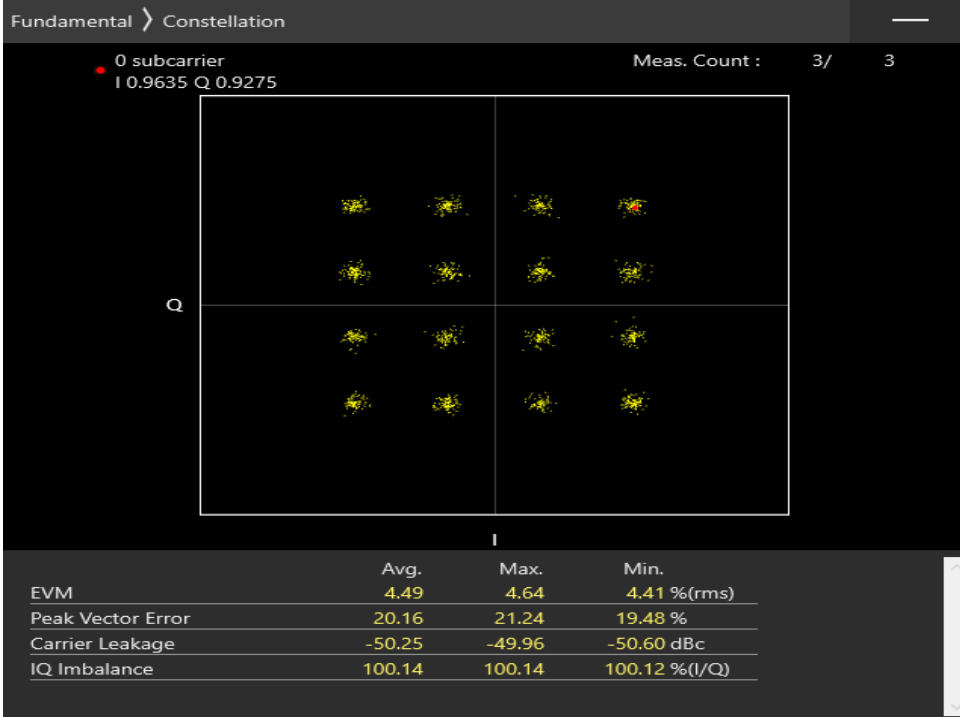 Fundamental 〉 Constellation
0 subcarrier
Meas. Count : 3/ 3
I 0.9635 Q 0.9275
Q
I
Avg. Max. Min.
EVM 4.49 4.64 4.41 %(rms)
Peak Vector Error 20.16 21.24 19.48 %
Carrier Leakage -50.25 -49.96 -50.60 dBc
IQ Imbalance 100.14 100.14 100.12 %(I/Q)